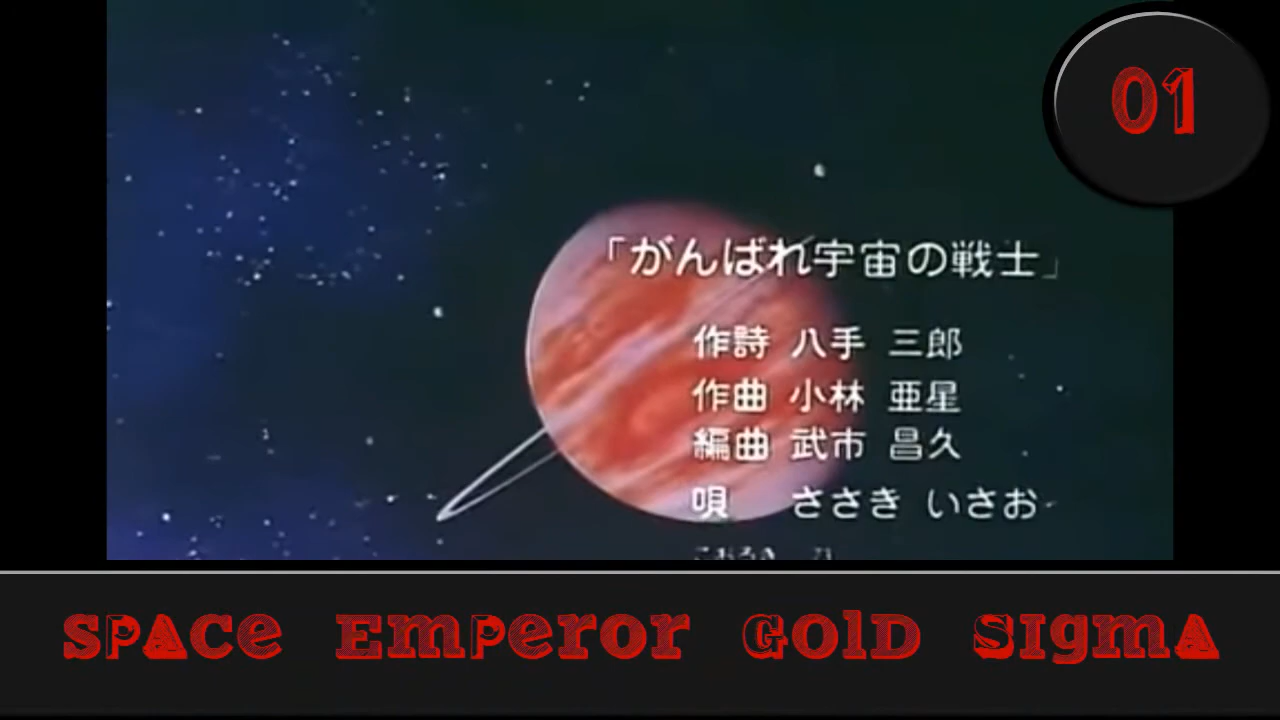 01
「がんばれ宇宙の戦士」
作詩 八手 三郎
作曲 小林 亜星
編曲 武市 昌久
唄 ささき いさお
Space Emperor God Sigma